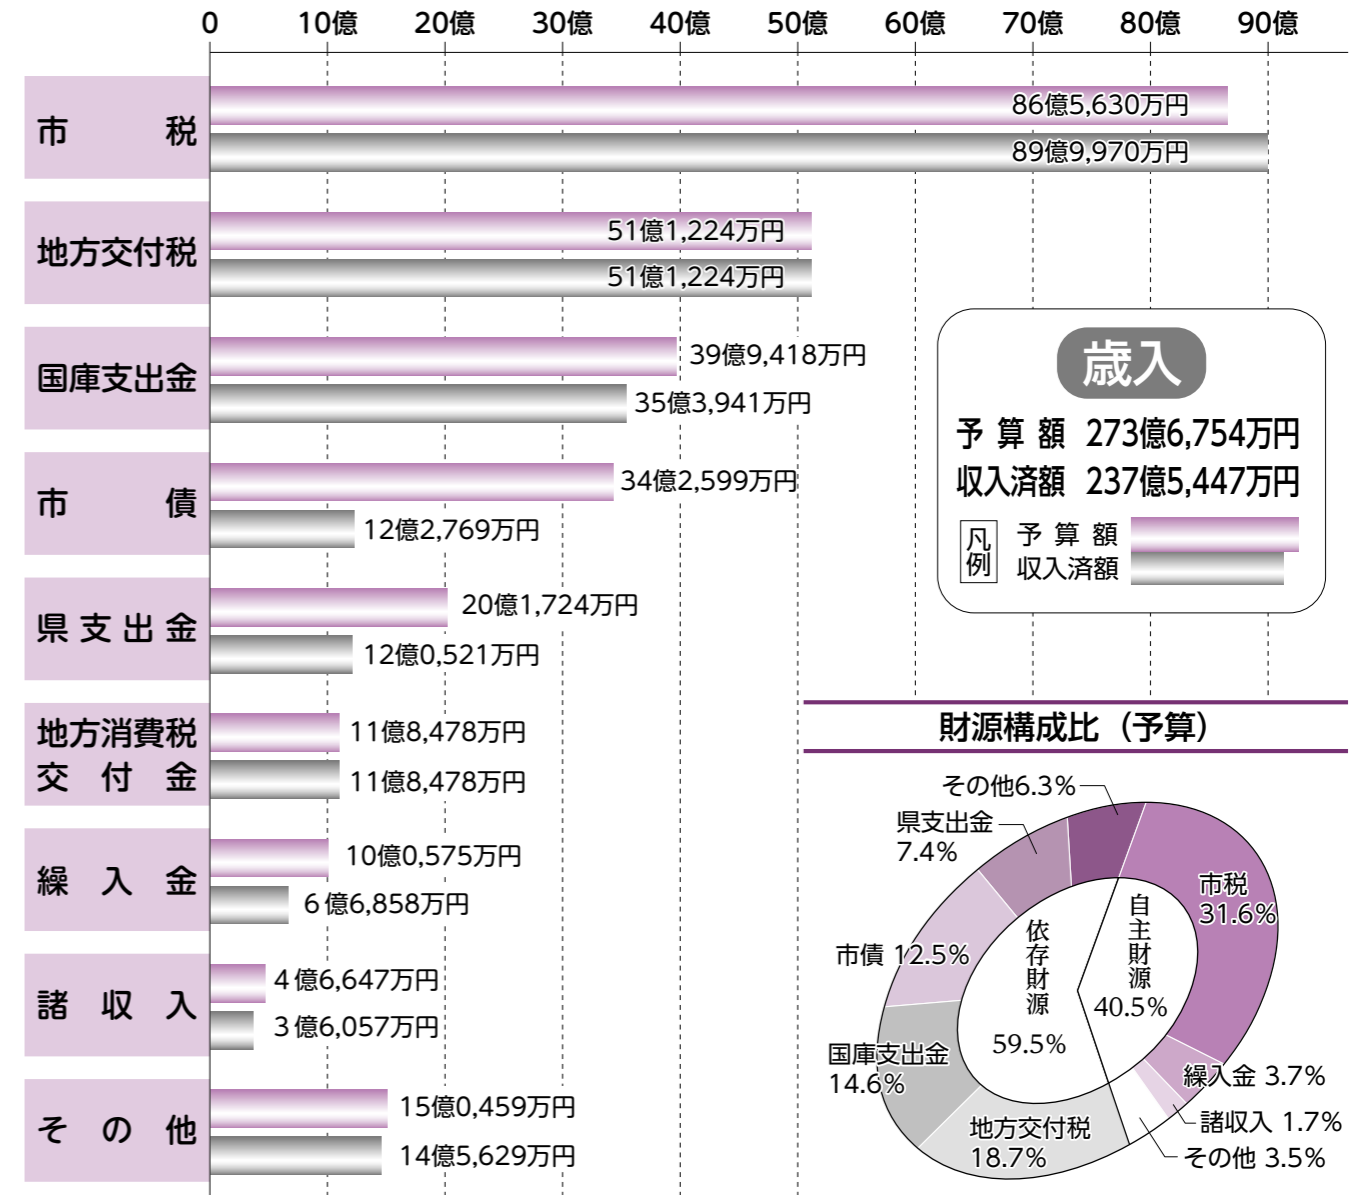 0 10億 20億 30億 40億 50億 60億 70億 80億 90億
市税
86億5,630万円
89億9,970万円
地方交付税
51億1,224万円
51億1,224万円
国庫支出金
39億9,418万円
35億3,941万円
市債
34億2,599万円
12億2,769万円
県支出金
20億1,724万円
12億0,521万円
地方消費税
交付金
11億8,478万円
11億8,478万円
繰入金
10億0,575万円
6億6,858万円
諸収入
4億6,647万円
3億6,057万円
その他
15億0,459万円
14億5,629万円
歳入
予算額 273億6,754万円
収入済額 237億5,447万円
凡例
予算額
収入済額
財源構成比（予算）
その他6.3%
県支出金
7.4%
市債 12.5%
国庫支出金
14.6%
地方交付税
18.7%
市税
31.6%
繰入金 3.7%
諸収入 1.7%
その他 3.5%
依存財源
59.5%
自主財源
40.5%